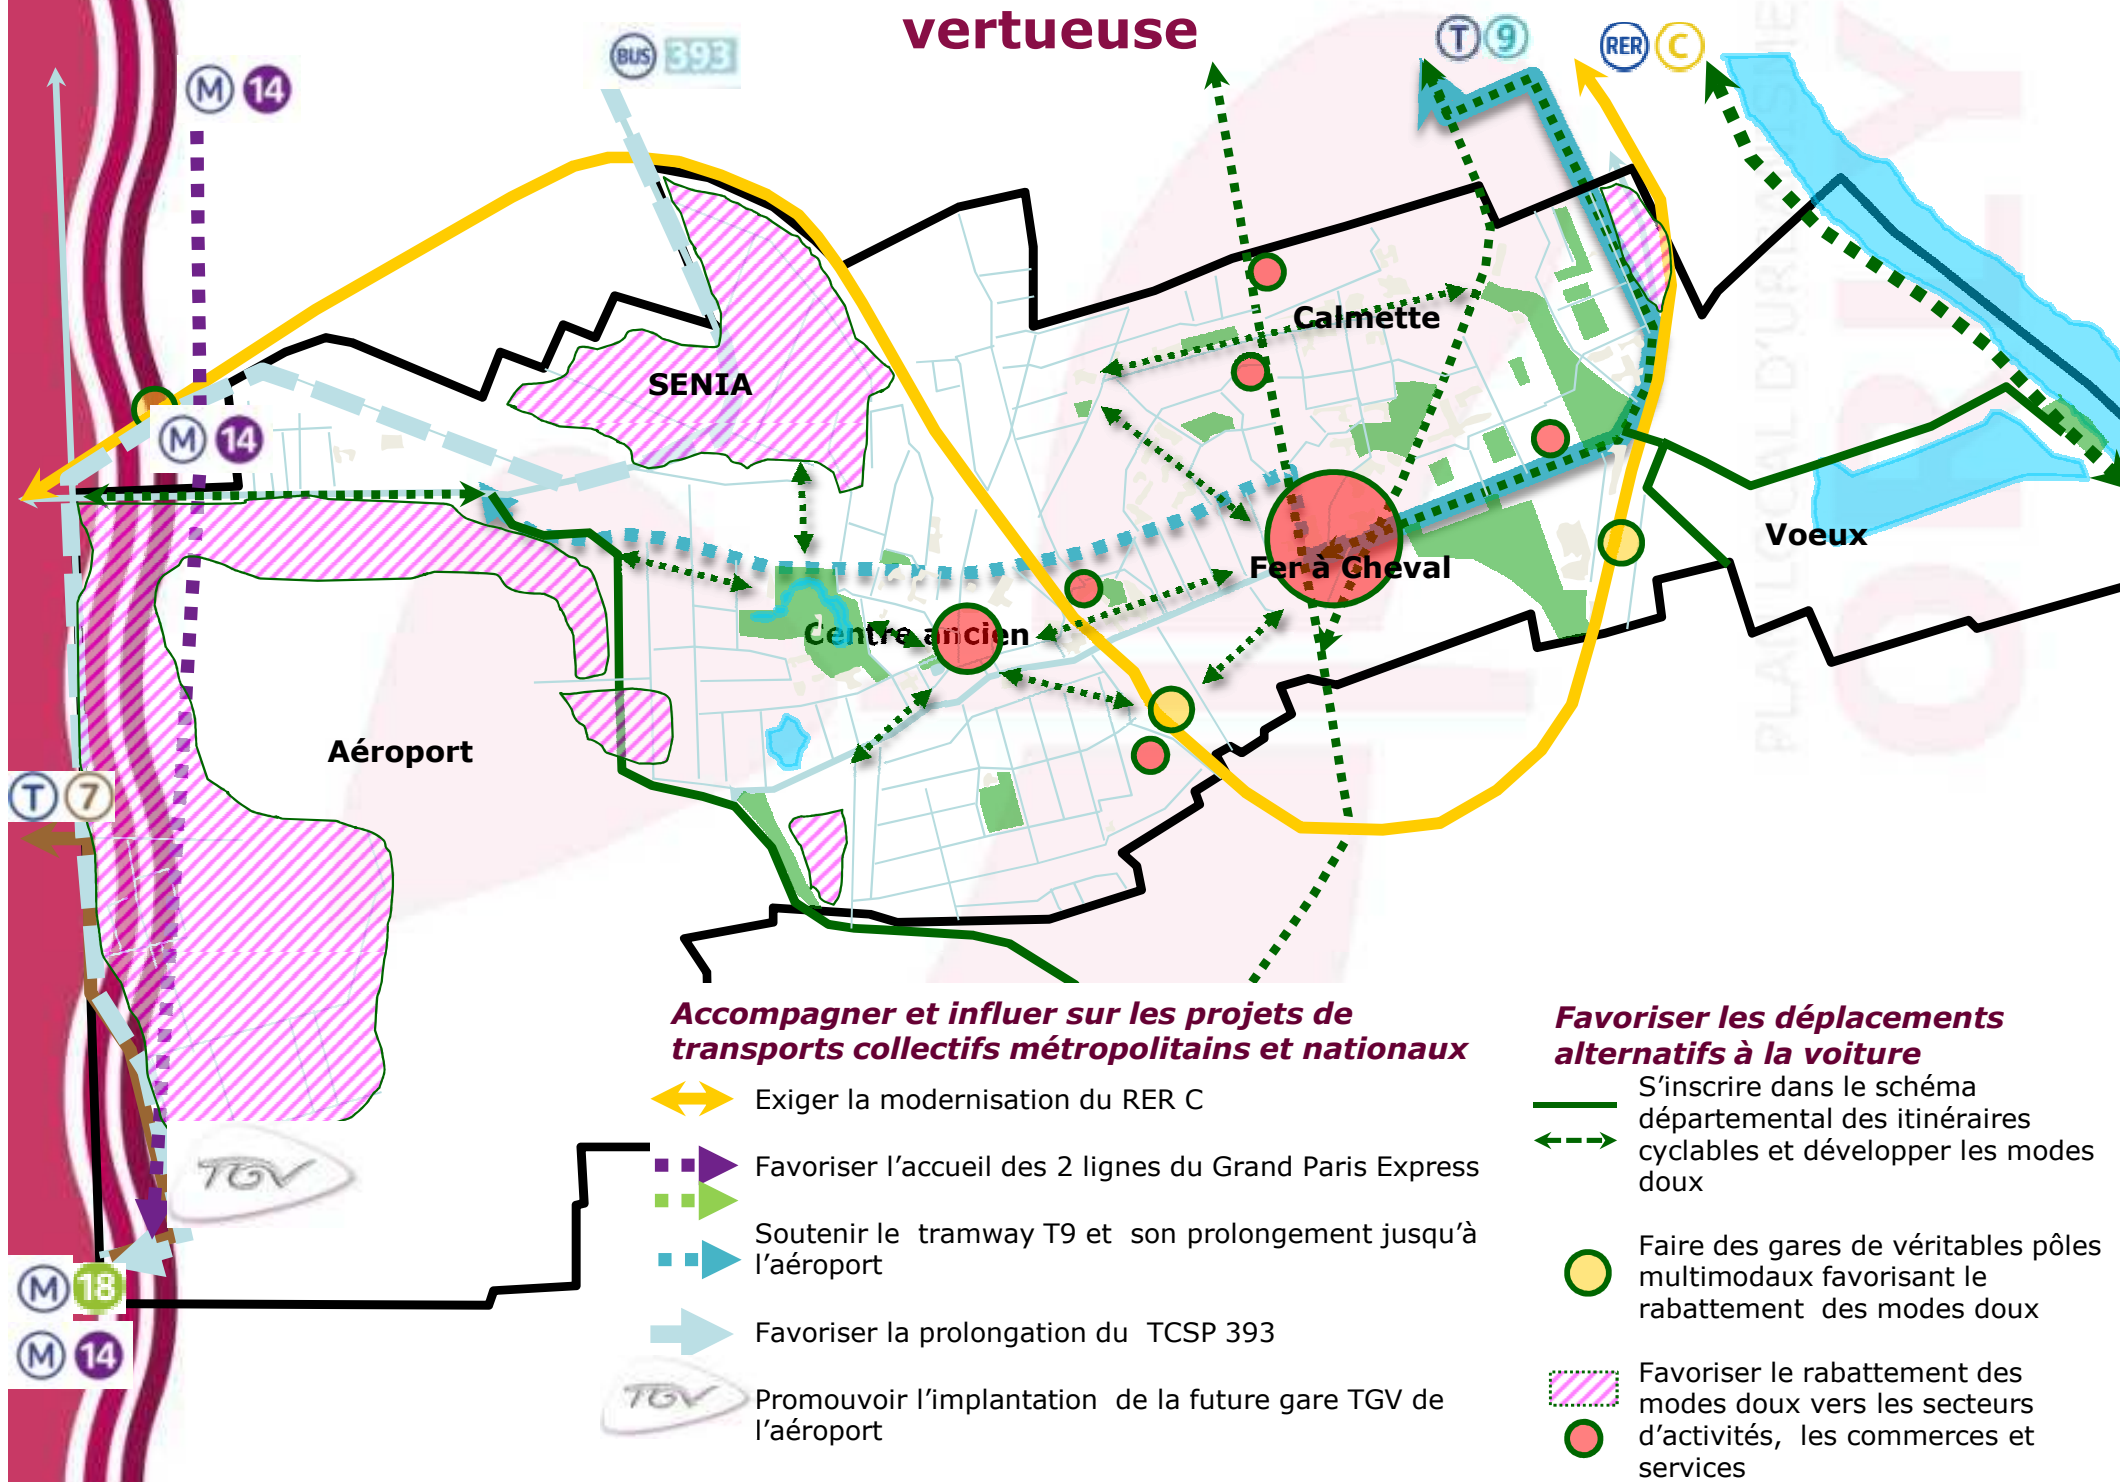 vertueuse
BUS 393
T 9
RER C
M 14
Calmette
SENIA
M 14
Voeux
Fer à Cheval
Centre ancien
Aéroport
T 7
TGV
M 18
M 14
PLAN LOCAL D'URBANISME
ORLY
Accompagner et influer sur les projets de
transports collectifs métropolitains et nationaux
Exiger la modernisation du RER C
Favoriser l'accueil des 2 lignes du Grand Paris Express
Soutenir le tramway T9 et son prolongement jusqu'à
l'aéroport
Favoriser la prolongation du TCSP 393
TGV
Promouvoir l'implantation de la future gare TGV de
l'aéroport
Favoriser les déplacements
alternatifs à la voiture
S'inscrire dans le schéma
départemental des itinéraires
cyclables et développer les modes
doux
Faire des gares de véritables pôles
multimodaux favorisant le
rabattement des modes doux
Favoriser le rabattement des
modes doux vers les secteurs
d'activités, les commerces et
services